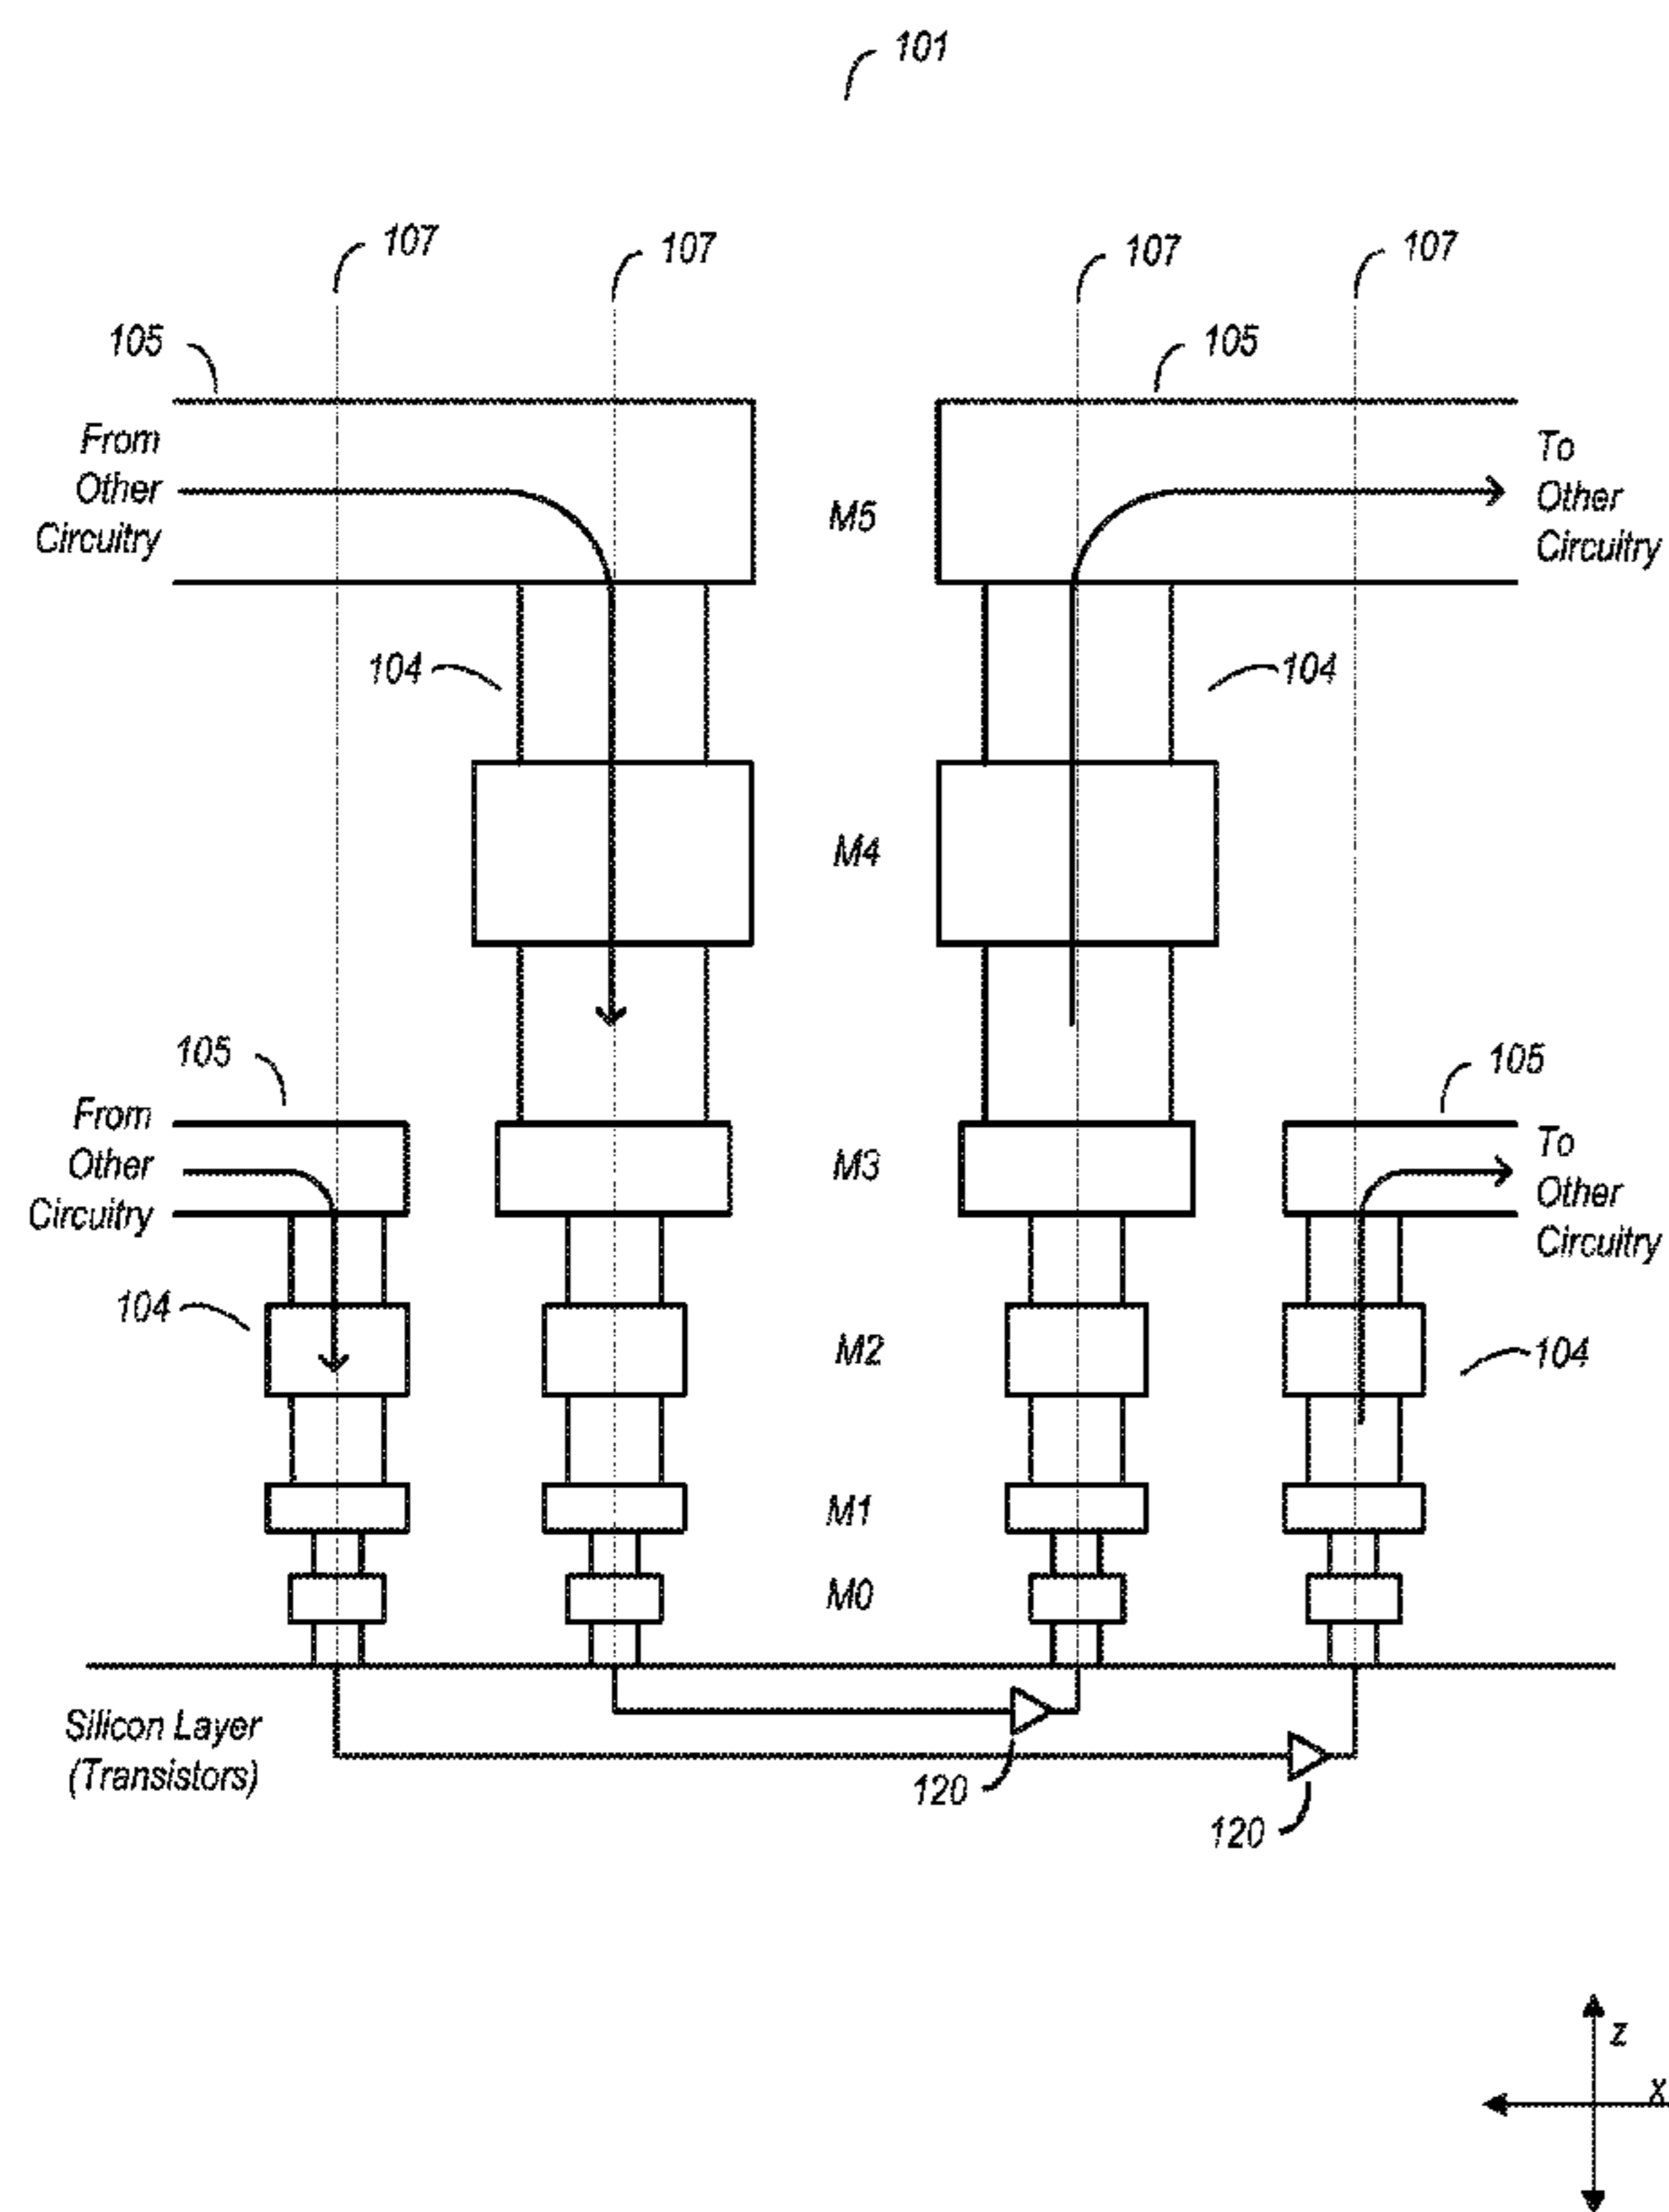 101
107
107
107
107
105
105
From
Other
Circuitry
To
Other
Circuitry
M5
104
104
M4
105
105
From
Other
Circuitry
M3
To
Other
Circuitry
104
M2
104
M1
M0
Silicon Layer
(Transistors)
120
120
z
x